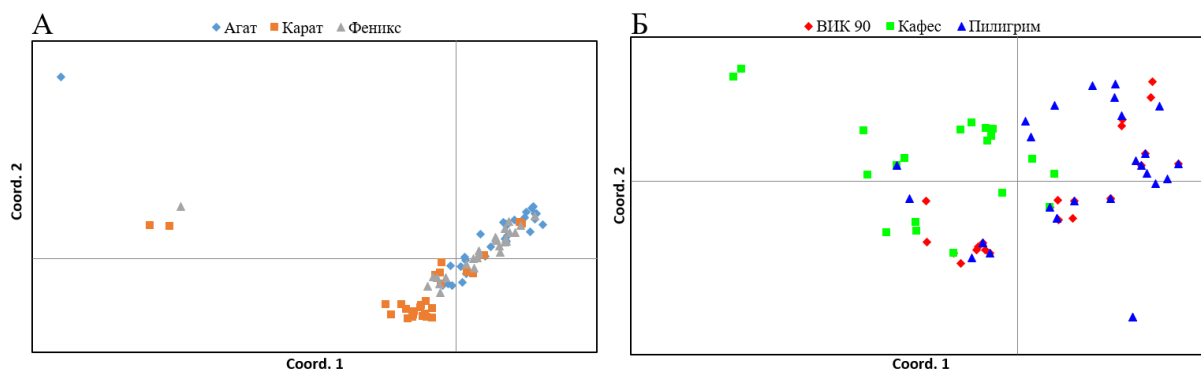 А
Агат Карат Феникс
Coord. 2
Coord. 1
Б
ВИК 90 Кафес Пилигрим
Coord. 2
Coord. 1